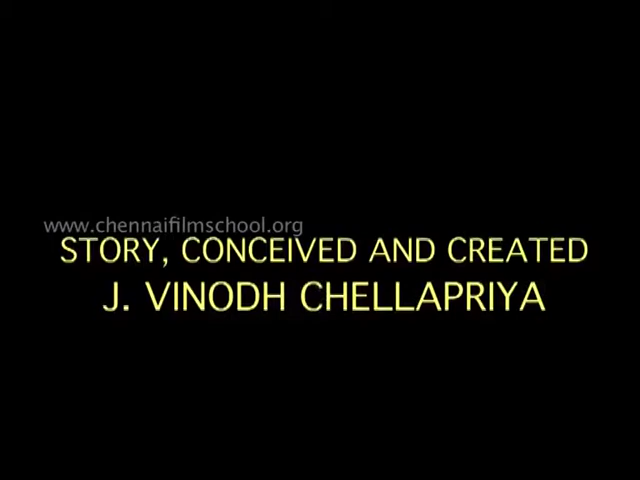 www.chennaifilmschool.org
STORY, CONCEIVED AND CREATED
J. VINODH CHELLAPRIYA